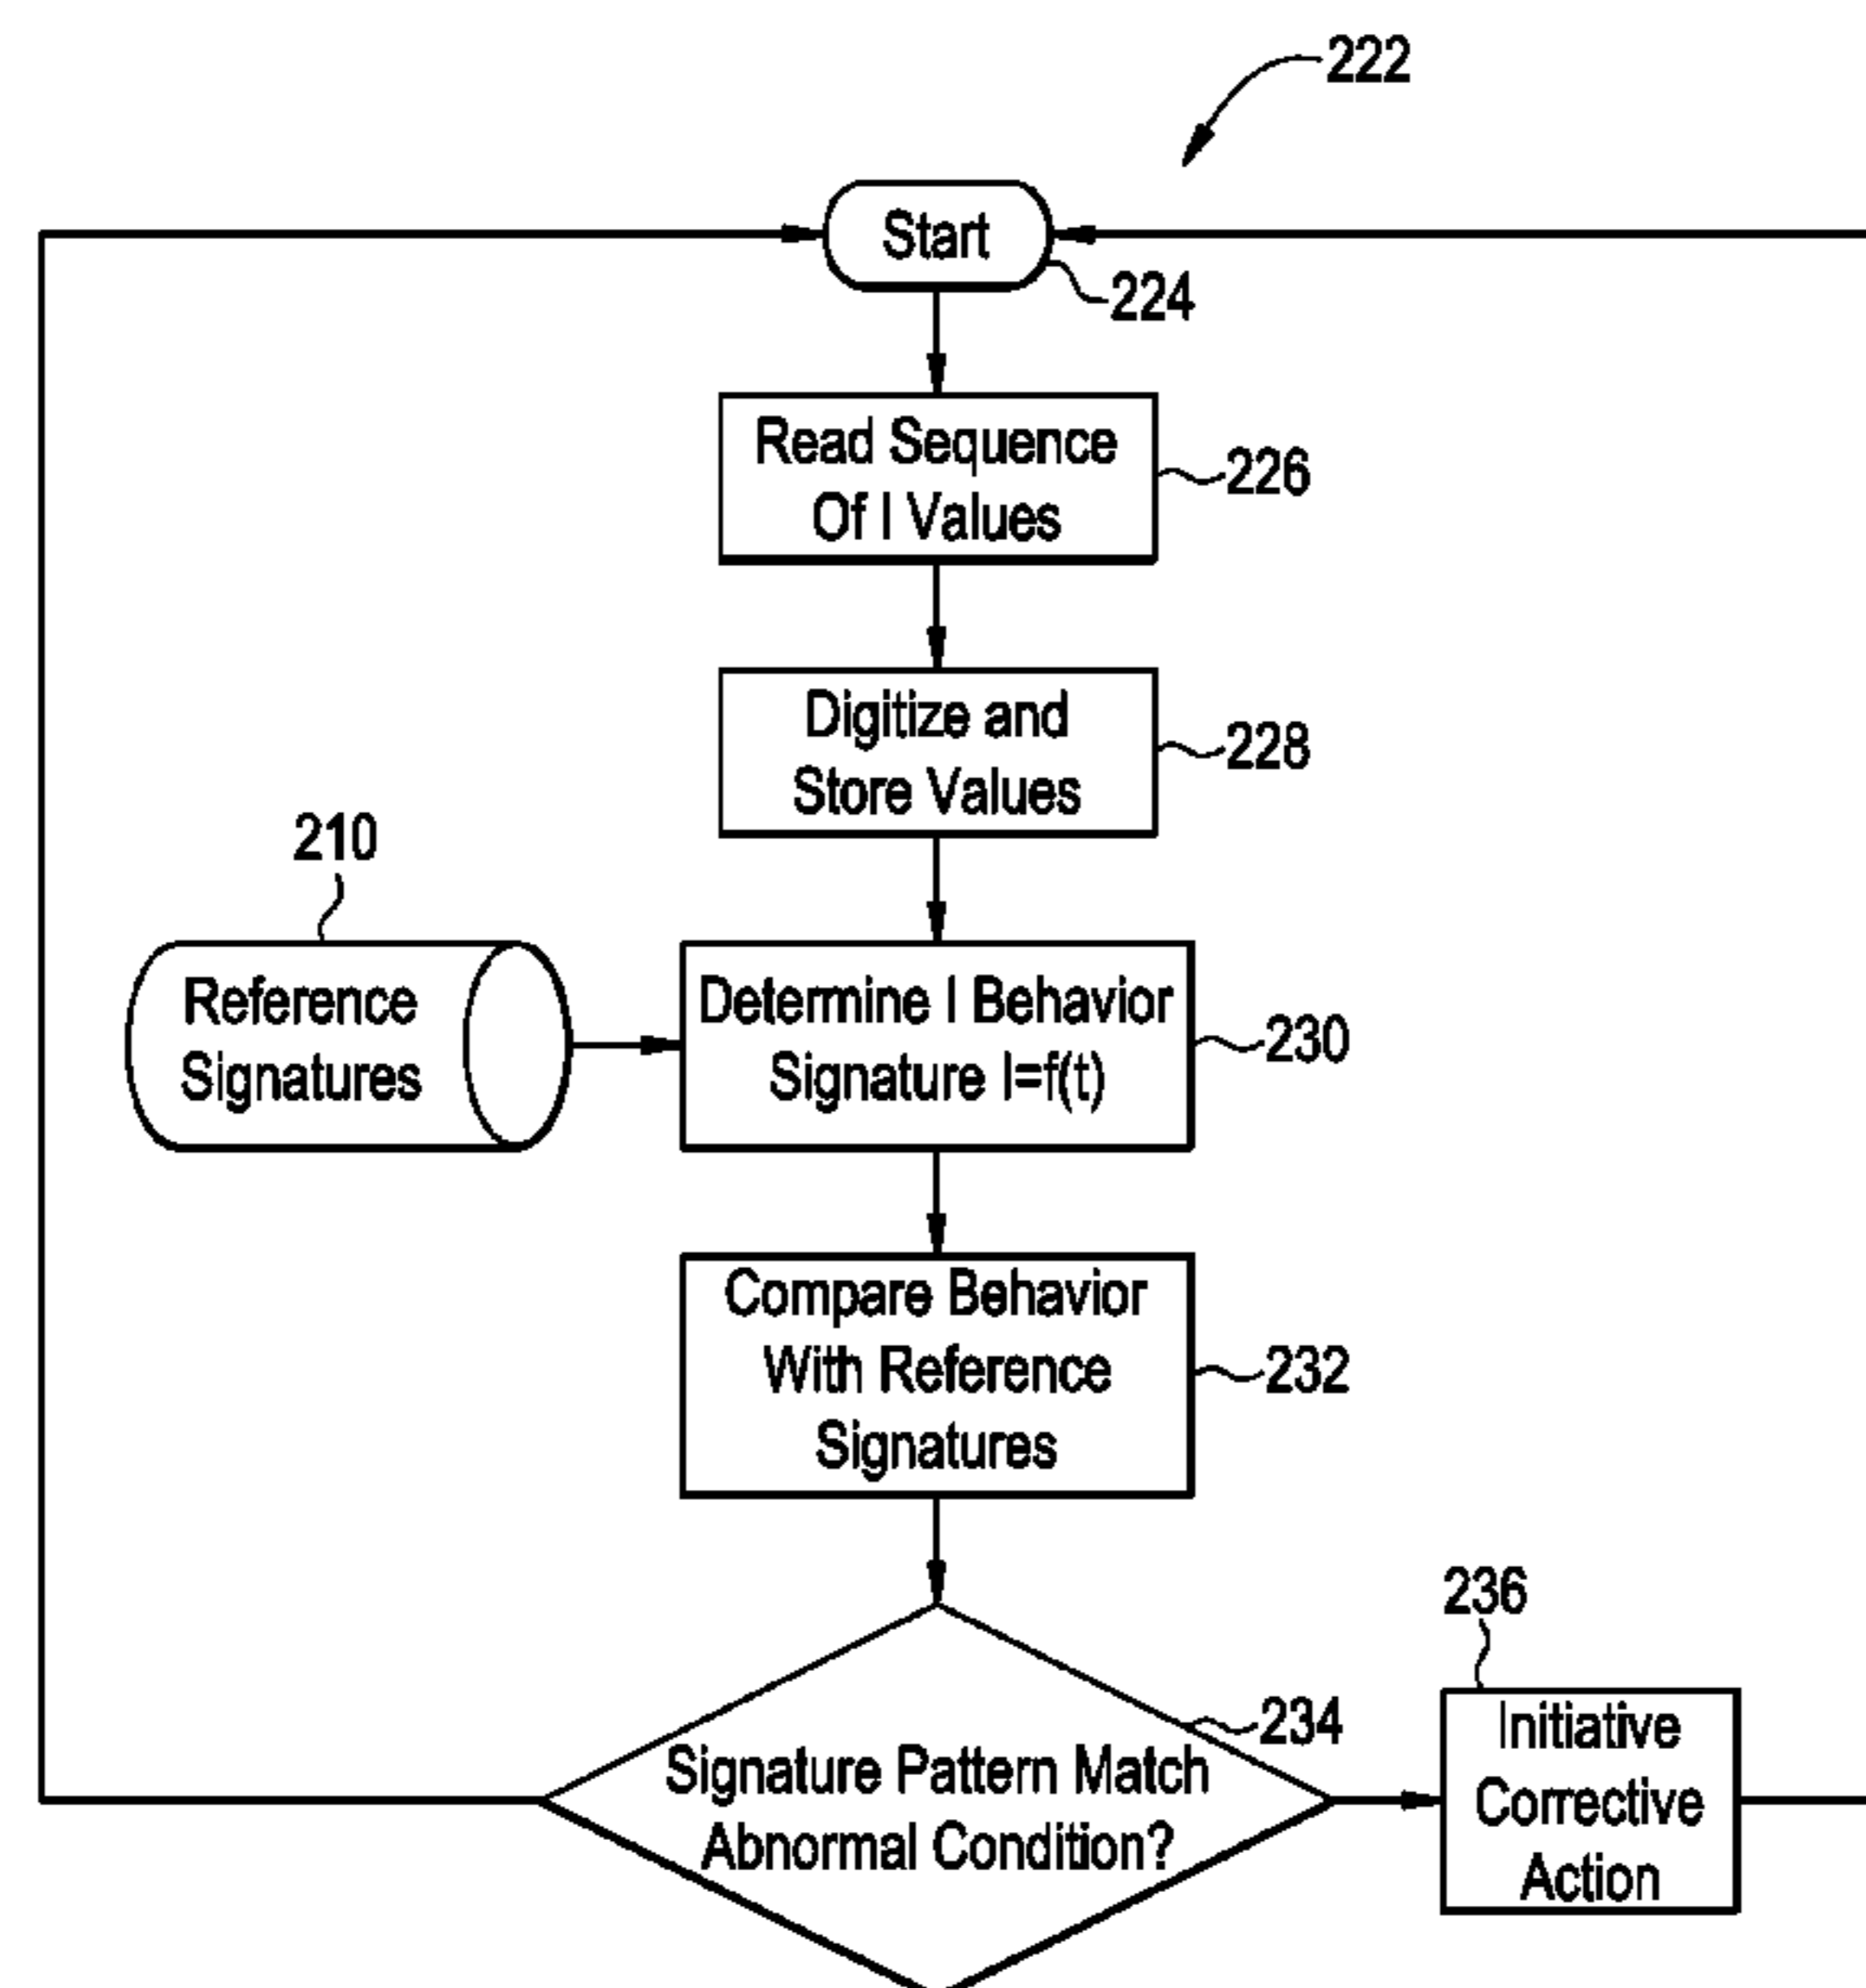 222
Start
224
Read Sequence
Of I Values
226
Digitize and
Store Values
228
210
Reference
Signatures
Determine I Behavior
Signature I=f(t)
230
Compare Behavior
With Reference
Signatures
232
234
Signature Pattern Match
Abnormal Condition?
236
Initiative
Corrective
Action